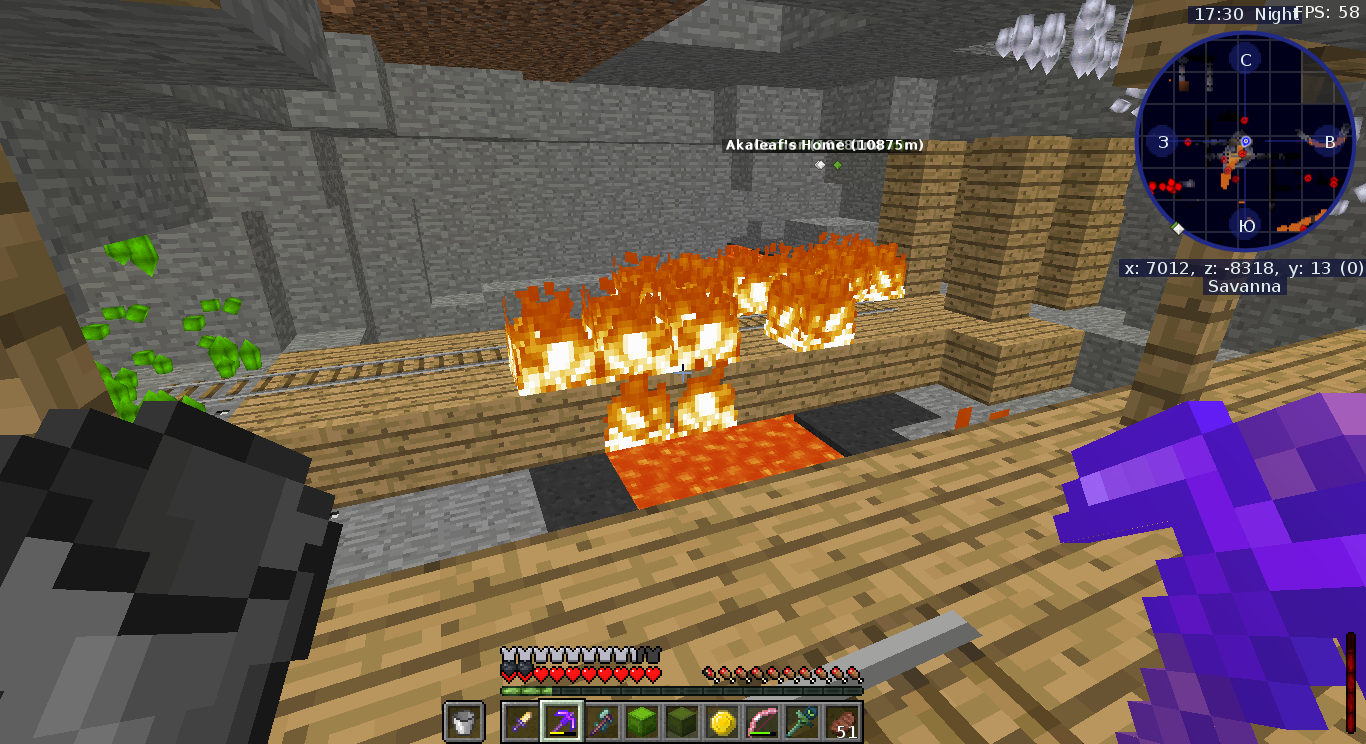 17:30 Night
FPS: 58
С
З
В
Ю
Akaleaf's Home (10875m)
x: 7012, z: -8318, y: 13 (0)
Savanna
51